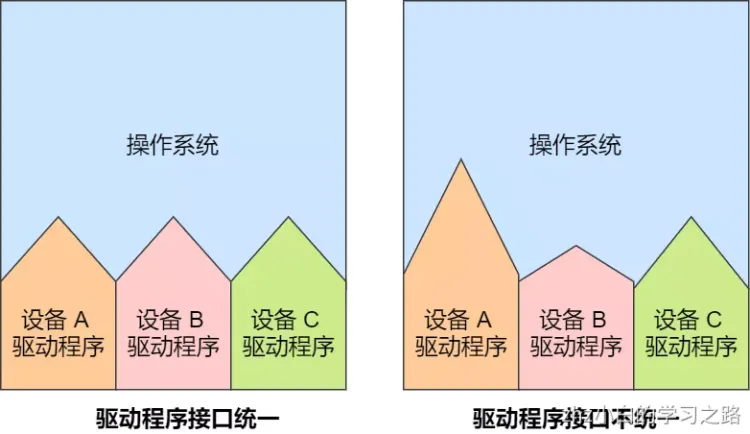 操作系统
操作系统
设备 A
驱动程序
设备 B
驱动程序
设备 C
驱动程序
设备 A
驱动程序
设备 B
驱动程序
设备 C
驱动程序
驱动程序接口统一
驱动程序接口不统一
小白的学习之路